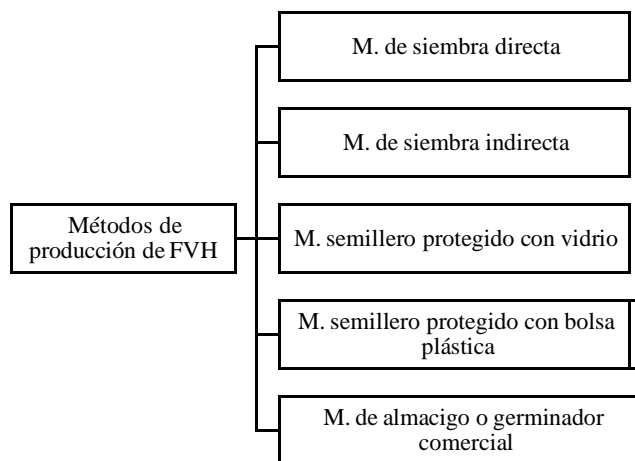 M. de siembra directa
M. de siembra indirecta
Métodos de
producción de FVH
M. semillero protegido con vidrio
M. semillero protegido con bolsa
plástica
M. de almacigo o germinador
comercial